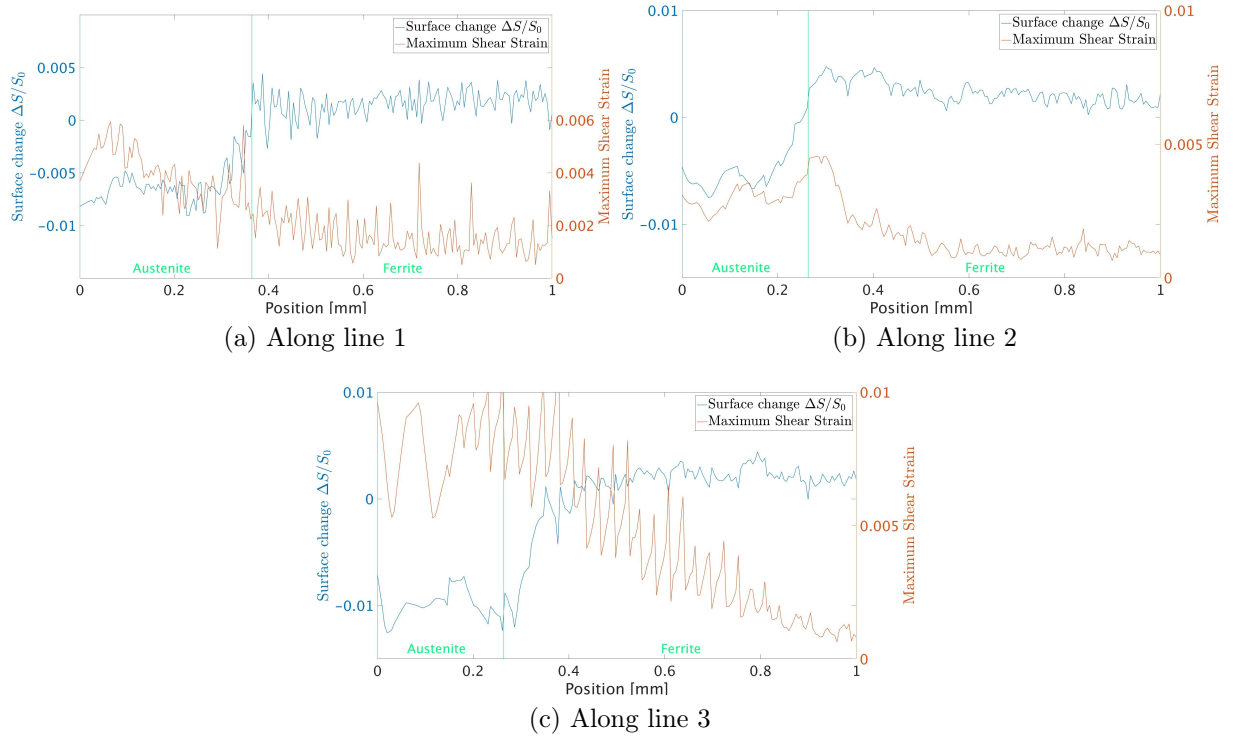 Surface change ΔS/S₀
Maximum Shear Strain
0.005
0
−0.005
−0.01
Surface change ΔS/S₀
0.006
0.004
0.002
0
Maximum Shear Strain
Austenite
Ferrite
0
0.2
0.4
0.6
0.8
1
Position [mm]
(a) Along line 1
Surface change ΔS/S₀
Maximum Shear Strain
0.01
0
−0.01
Surface change ΔS/S₀
0.01
0.005
0
Maximum Shear Strain
Austenite
Ferrite
0
0.2
0.4
0.6
0.8
1
Position [mm]
(b) Along line 2
Surface change ΔS/S₀
Maximum Shear Strain
0.01
0
−0.01
Surface change ΔS/S₀
0.01
0.005
0
Maximum Shear Strain
Austenite
Ferrite
0
0.2
0.4
0.6
0.8
1
Position [mm]
(c) Along line 3